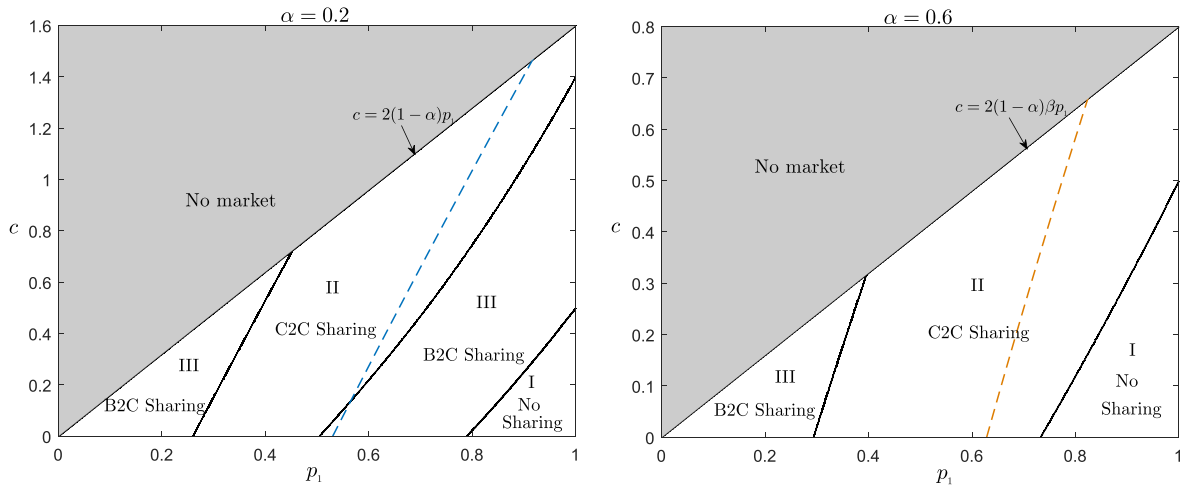 α = 0.2
1.6
1.4
1.2
1
0.8
0.6
0.4
0.2
0
c
0 0.2 0.4 0.6 0.8 1
p₁
c = 2(1 − α)p₁
No market
II
C2C Sharing
III
B2C Sharing
III
B2C Sharing
I
No
Sharing
α = 0.6
0.8
0.7
0.6
0.5
0.4
0.3
0.2
0.1
0
c
0 0.2 0.4 0.6 0.8 1
p₁
c = 2(1 − α)βp₁
No market
II
C2C Sharing
III
B2C Sharing
I
No
Sharing